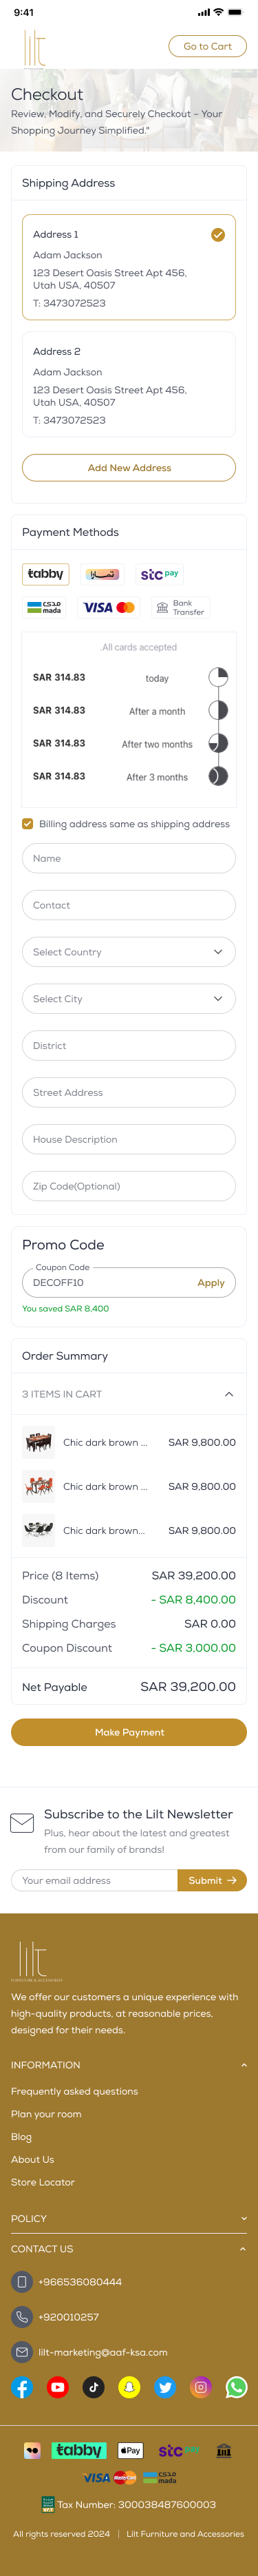 9:41
lilt
Go to Cart
Checkout
Review, Modify, and Securely Checkout – Your
Shopping Journey Simplified."
Shipping Address
Address 1
Adam Jackson
123 Desert Oasis Street Apt 456,
Utah USA, 40507
T: 3473072523
Address 2
Adam Jackson
123 Desert Oasis Street Apt 456,
Utah USA, 40507
T: 3473072523
Add New Address
Payment Methods
tabby تمارا stc pay
مدى mada VISA Bank
Transfer
.All cards accepted
SAR 314.83 today
SAR 314.83 After a month
SAR 314.83 After two months
SAR 314.83 After 3 months
Billing address same as shipping address
Name
Contact
Select Country
Select City
District
Street Address
House Description
Zip Code(Optional)
Promo Code
Coupon Code
DECOFF10 Apply
You saved SAR 8,400
Order Summary
3 ITEMS IN CART
Chic dark brown ... SAR 9,800.00
Chic dark brown ... SAR 9,800.00
Chic dark brown... SAR 9,800.00
Price (8 Items) SAR 39,200.00
Discount - SAR 8,400.00
Shipping Charges SAR 0.00
Coupon Discount - SAR 3,000.00
Net Payable SAR 39,200.00
Make Payment
Subscribe to the Lilt Newsletter
Plus, hear about the latest and greatest
from our family of brands!
Your email address Submit
lilt
We offer our customers a unique experience with
high-quality products, at reasonable prices,
designed for their needs.
INFORMATION
Frequently asked questions
Plan your room
Blog
About Us
Store Locator
POLICY
CONTACT US
+966536080444
+920010257
lilt-marketing@aaf-ksa.com
tabby Pay stc pay
VISA MasterCard مدى mada
Tax Number: 300038487600003
All rights reserved 2024 | Lilt Furniture and Accessories